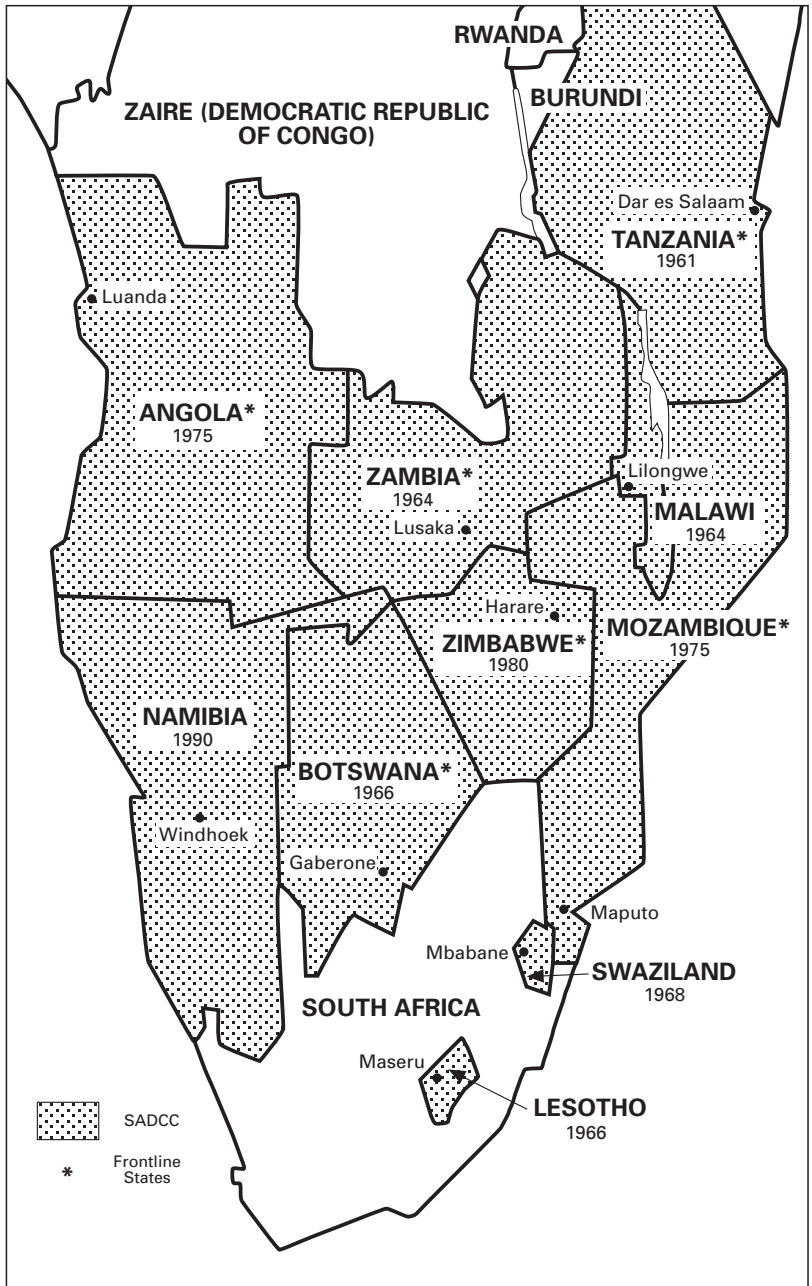 RWANDA
BURUNDI
ZAIRE (DEMOCRATIC REPUBLIC
OF CONGO)
Dar es Salaam
TANZANIA*
1961
Luanda
ANGOLA*
1975
ZAMBIA*
1964
Lusaka
Lilongwe
MALAWI
1964
Harare
ZIMBABWE*
1980
MOZAMBIQUE*
1975
NAMIBIA
1990
Windhoek
BOTSWANA*
1966
Gaberone
Maputo
Mbabane
SWAZILAND
1968
SOUTH AFRICA
Maseru
LESOTHO
1966
SADCC
* Frontline
States